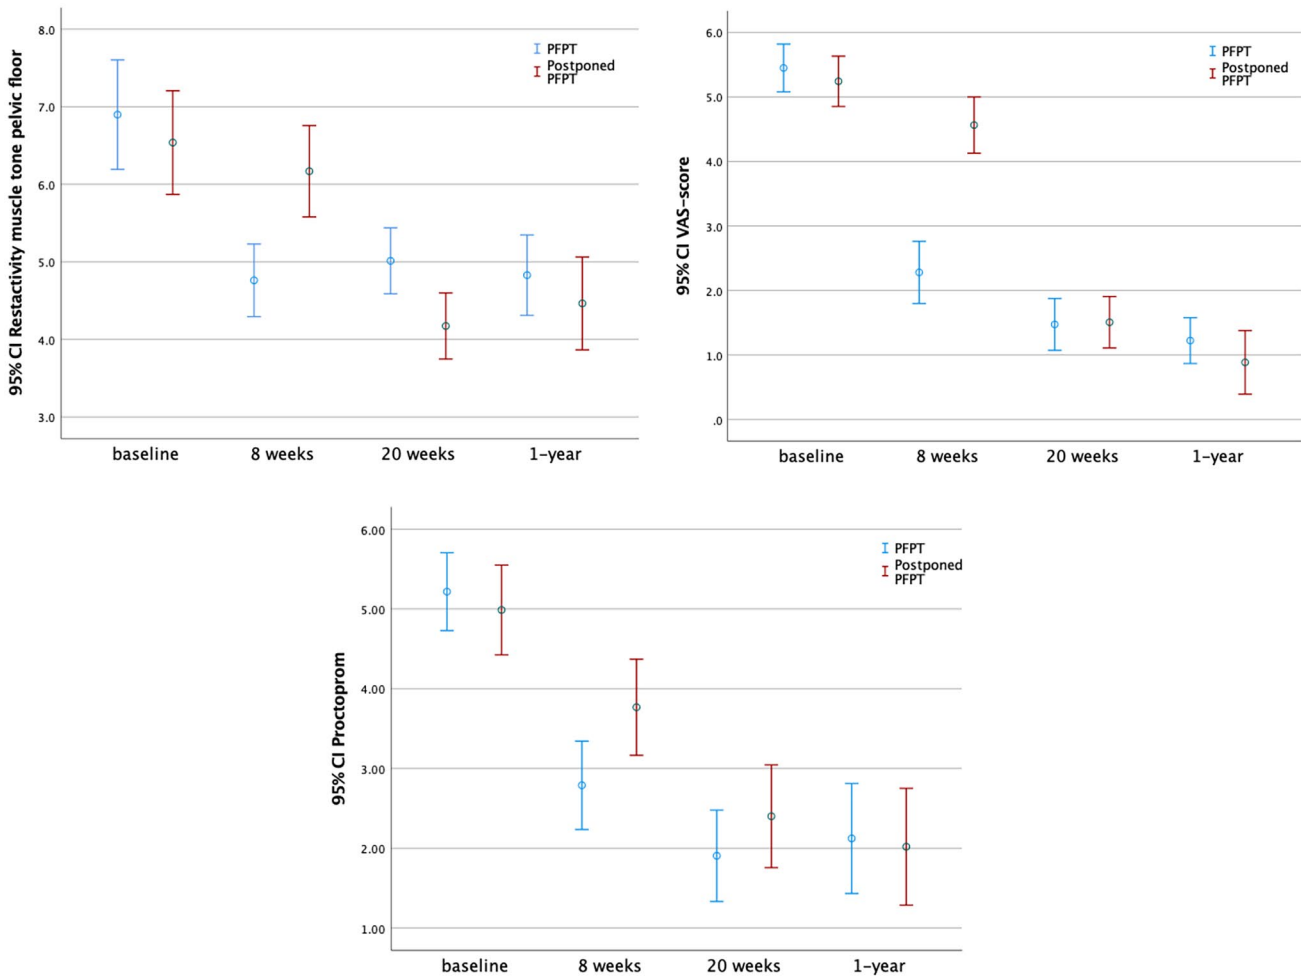 95% CI Restactivity muscle tone pelvic floor
8.0
7.0
6.0
5.0
4.0
3.0
PFPT
Postponed
PFPT
baseline
8 weeks
20 weeks
1-year
95% CI VAS-score
6.0
5.0
4.0
3.0
2.0
1.0
.0
PFPT
Postponed
PFPT
baseline
8 weeks
20 weeks
1-year
95% CI Proctoprom
6.00
5.00
4.00
3.00
2.00
1.00
PFPT
Postponed
PFPT
baseline
8 weeks
20 weeks
1-year